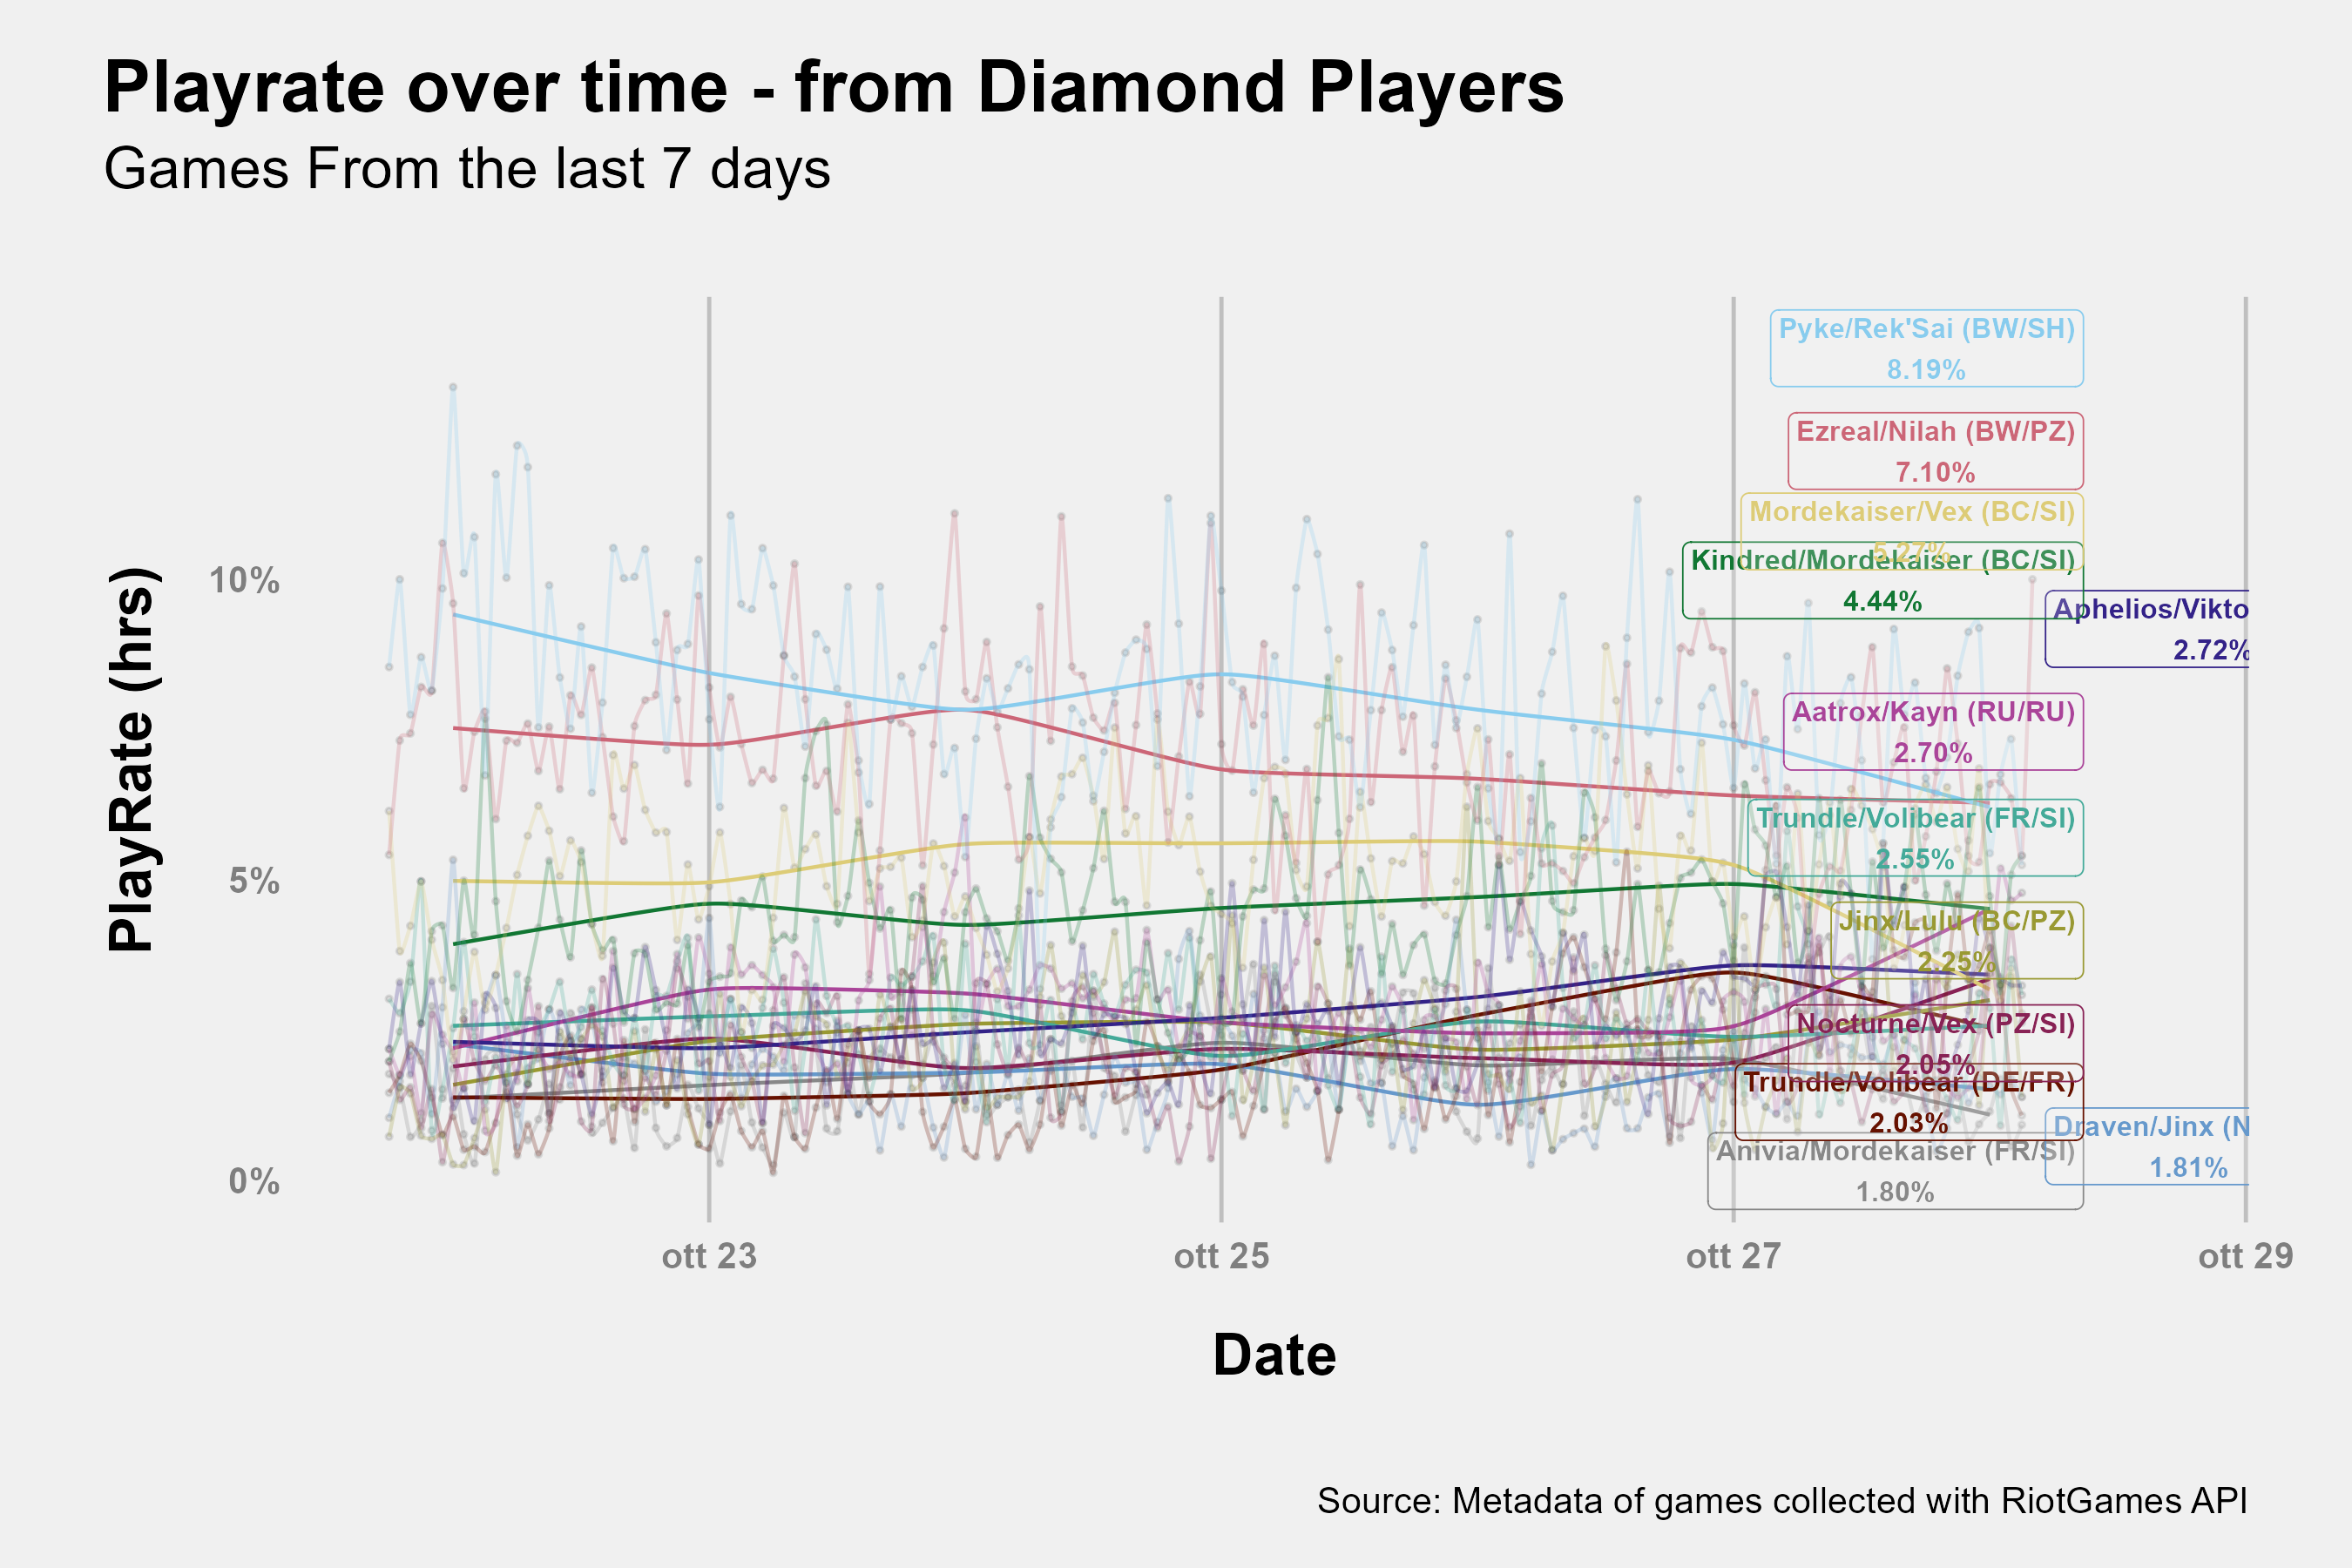 Playrate over time - from Diamond Players
Games From the last 7 days
PlayRate (hrs)
10%
5%
0%
Pyke/Rek'Sai (BW/SH)
8.19%
Ezreal/Nilah (BW/PZ)
7.10%
Mordekaiser/Vex (BC/SI)
5.27%
Kindred/Mordekaiser (BC/SI)
4.44%
Aphelios/Vikto
2.72%
Aatrox/Kayn (RU/RU)
2.70%
Trundle/Volibear (FR/SI)
2.55%
Jinx/Lulu (BC/PZ)
2.25%
Nocturne/Vex (PZ/SI)
2.05%
Trundle/Volibear (DE/FR)
2.03%
Draven/Jinx (N
1.81%
Anivia/Mordekaiser (FR/SI)
1.80%
ott 23
ott 25
ott 27
ott 29
Date
Source: Metadata of games collected with RiotGames API